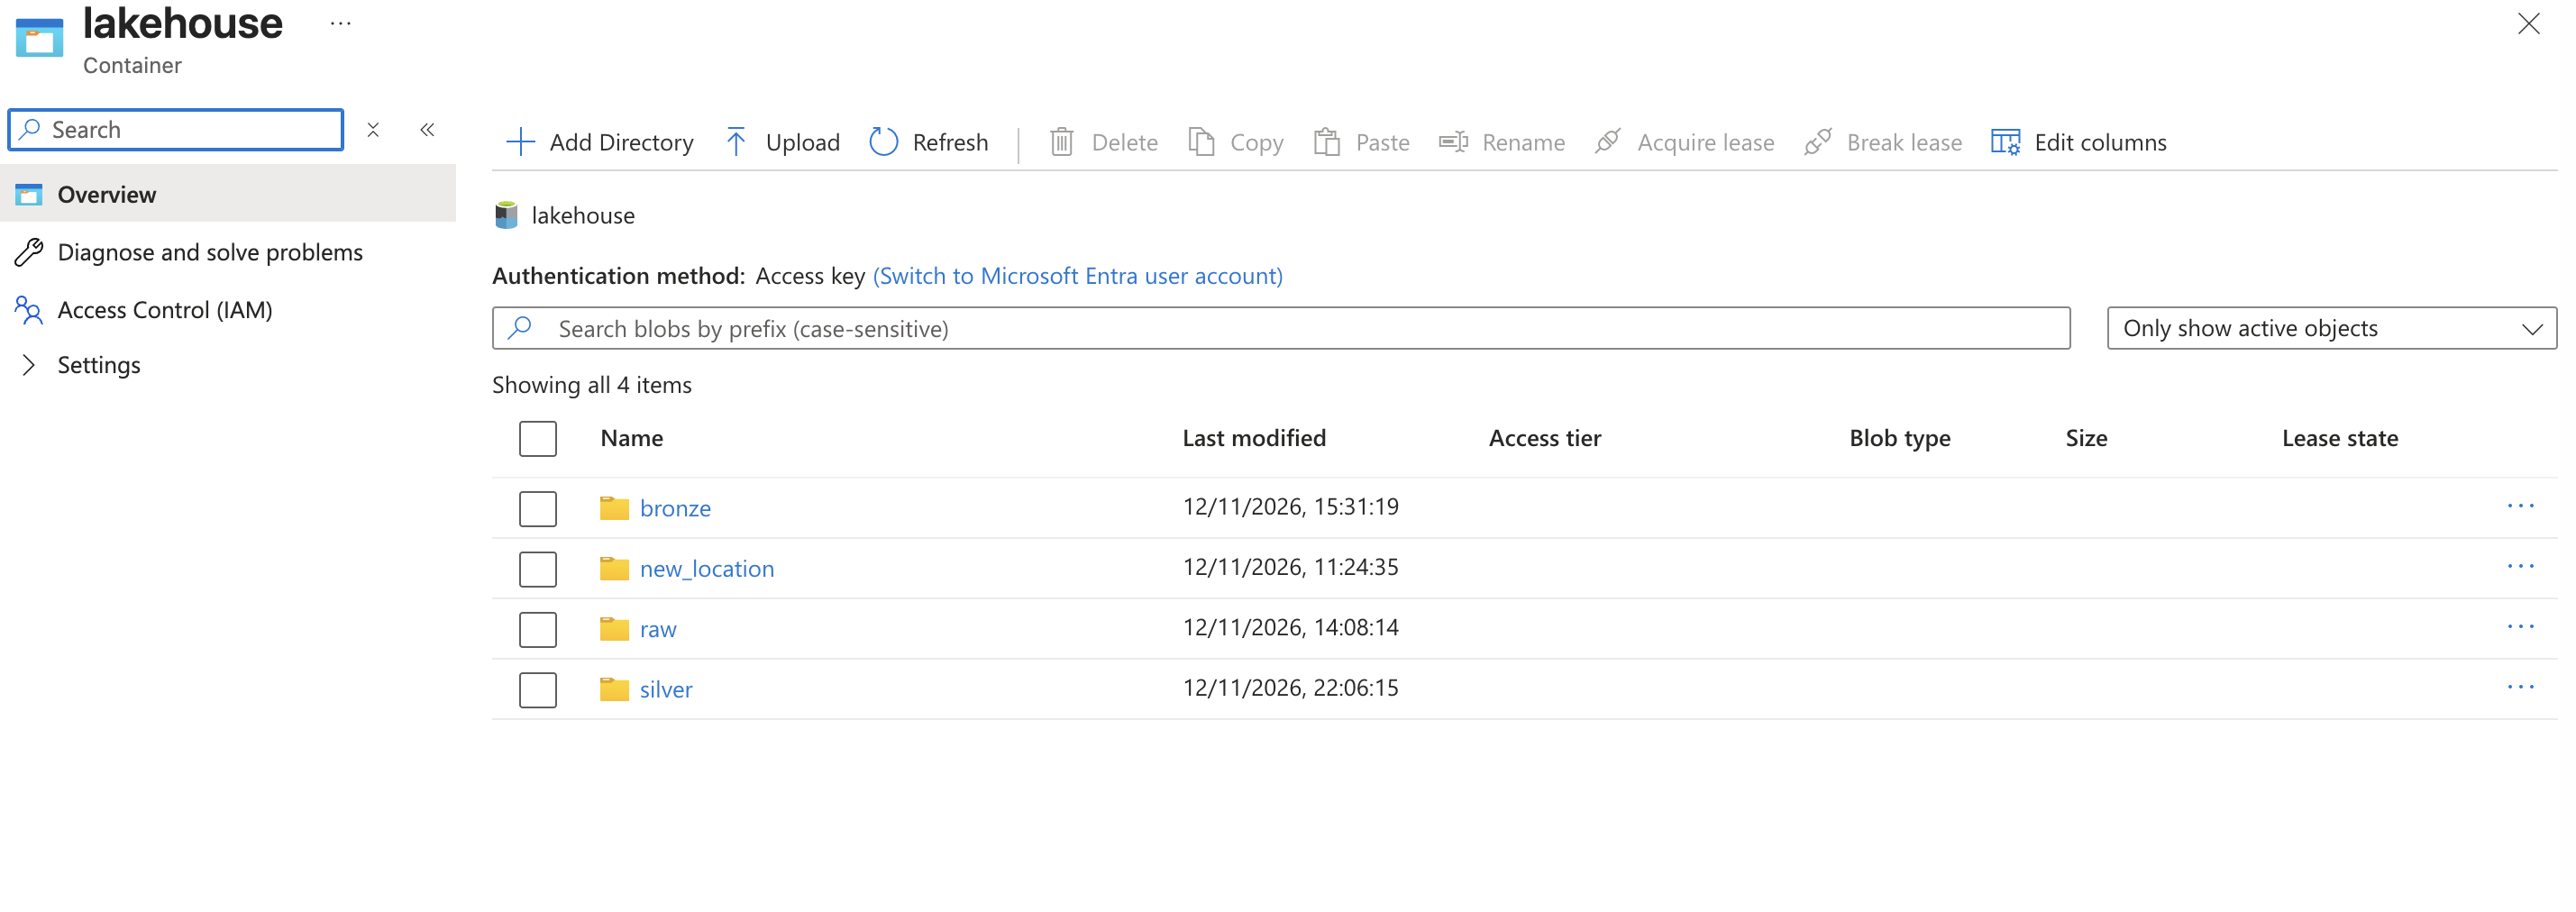 lakehouse ...
Container
Search
Overview
Diagnose and solve problems
Access Control (IAM)
Settings
Add Directory Upload Refresh Delete Copy Paste Rename Acquire lease Break lease Edit columns
lakehouse
Authentication method: Access key (Switch to Microsoft Entra user account)
Search blobs by prefix (case-sensitive) Only show active objects
Showing all 4 items
Name Last modified Access tier Blob type Size Lease state
bronze 12/11/2026, 15:31:19 ...
new_location 12/11/2026, 11:24:35 ...
raw 12/11/2026, 14:08:14 ...
silver 12/11/2026, 22:06:15 ...